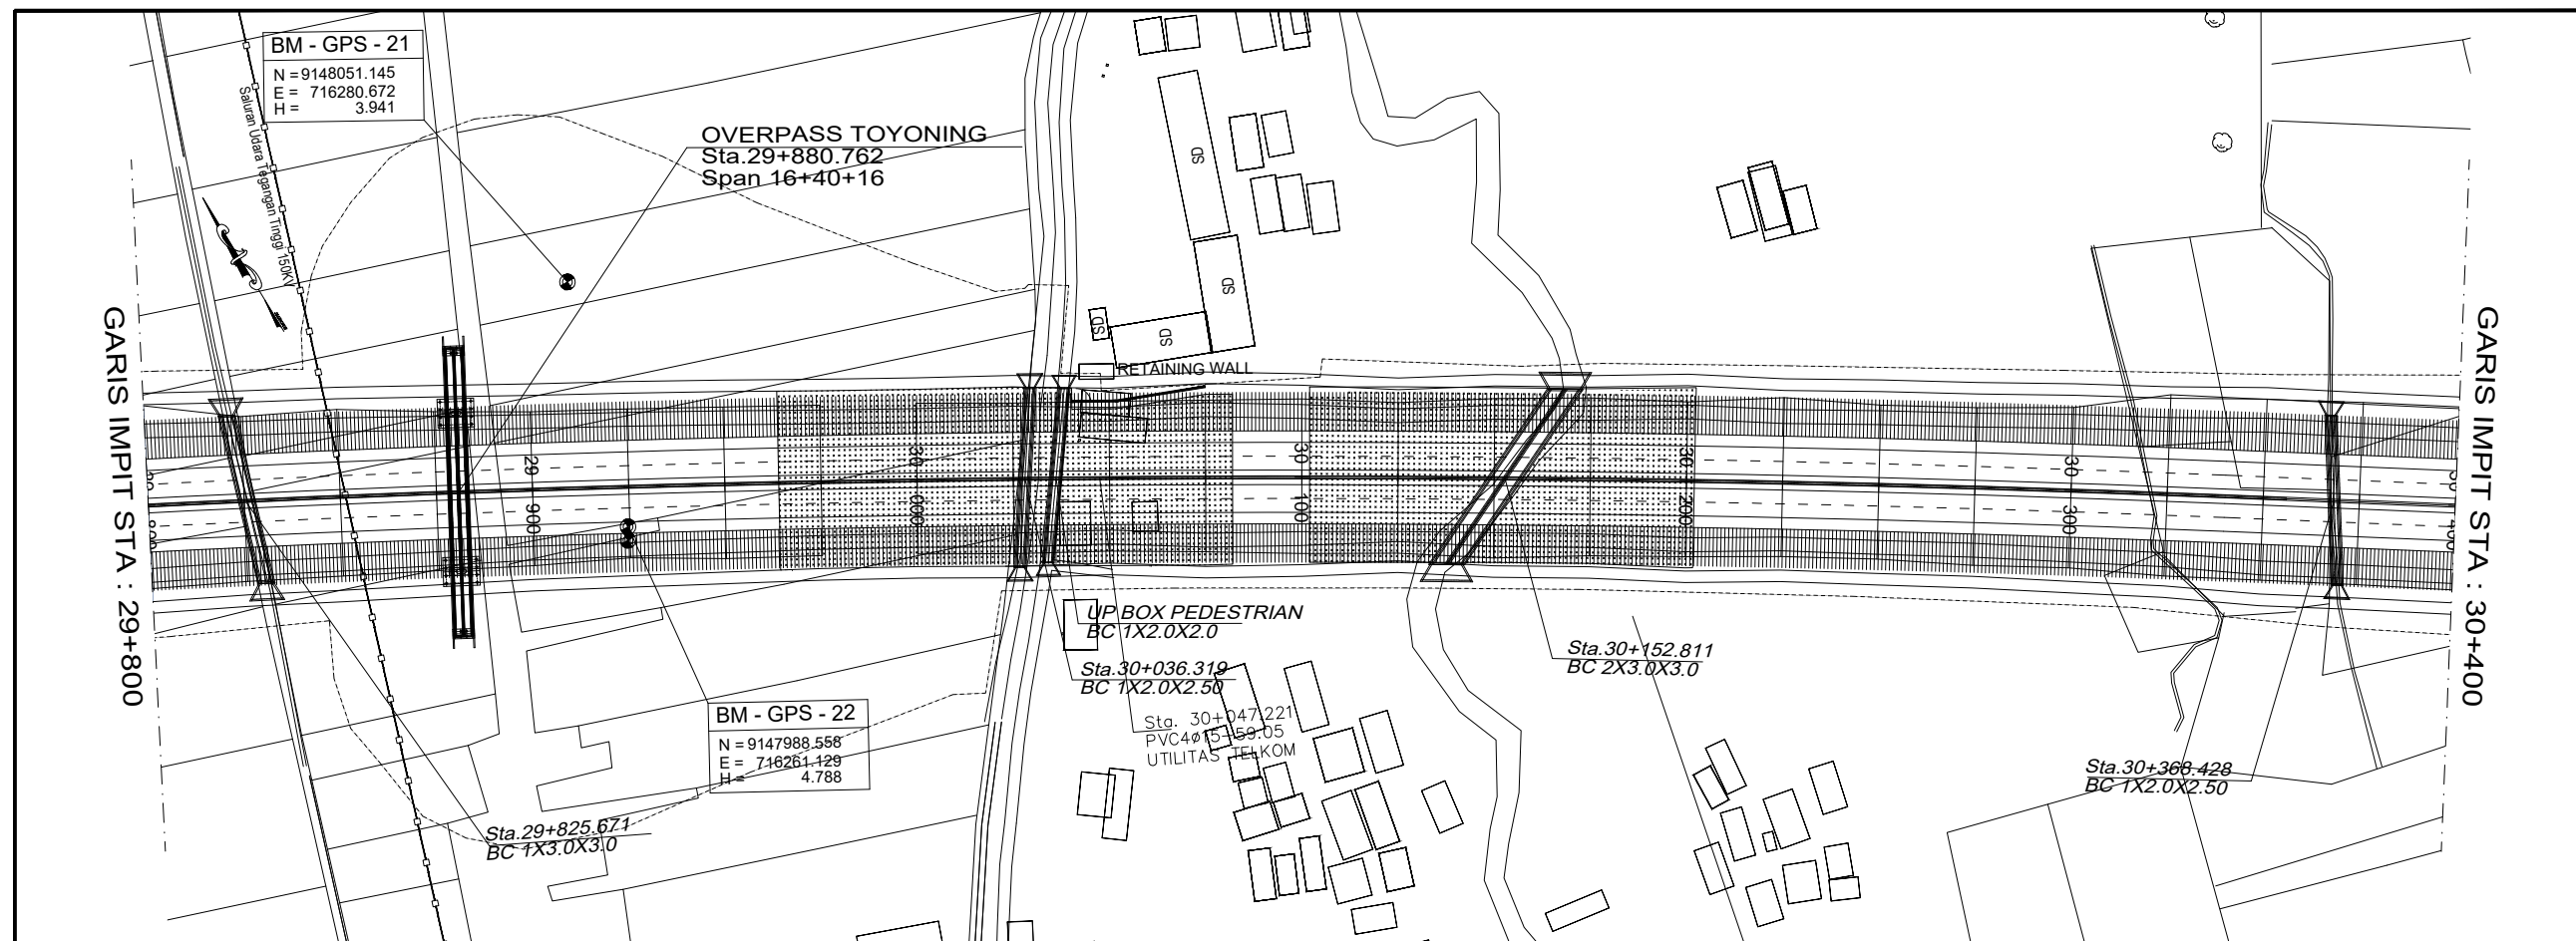 BM - GPS - 21
N = 9148051.145
E = 716280.672
H = 3.941
Saluran Udara Tegangan Tinggi 150KV
OVERPASS TOYONING
Sta.29+880.762
Span 16+40+16
SD
SD
SD
SD
RETAINING WALL
GARIS IMPIT STA : 29+800
GARIS IMPIT STA : 30+400
29
900
30
000
30
100
30
200
30
300
30
400
UP BOX PEDESTRIAN
BC 1X2.0X2.0
Sta.30+036.319
BC 1X2.0X2.50
Sta. 30+047.221
PVC4ø15-59.05
UTILITAS TELKOM
Sta.30+152.811
BC 2X3.0X3.0
BM - GPS - 22
N = 9147988.558
E = 716261.129
H = 4.788
Sta.29+825.671
BC 1X3.0X3.0
Sta.30+368.428
BC 1X2.0X2.50